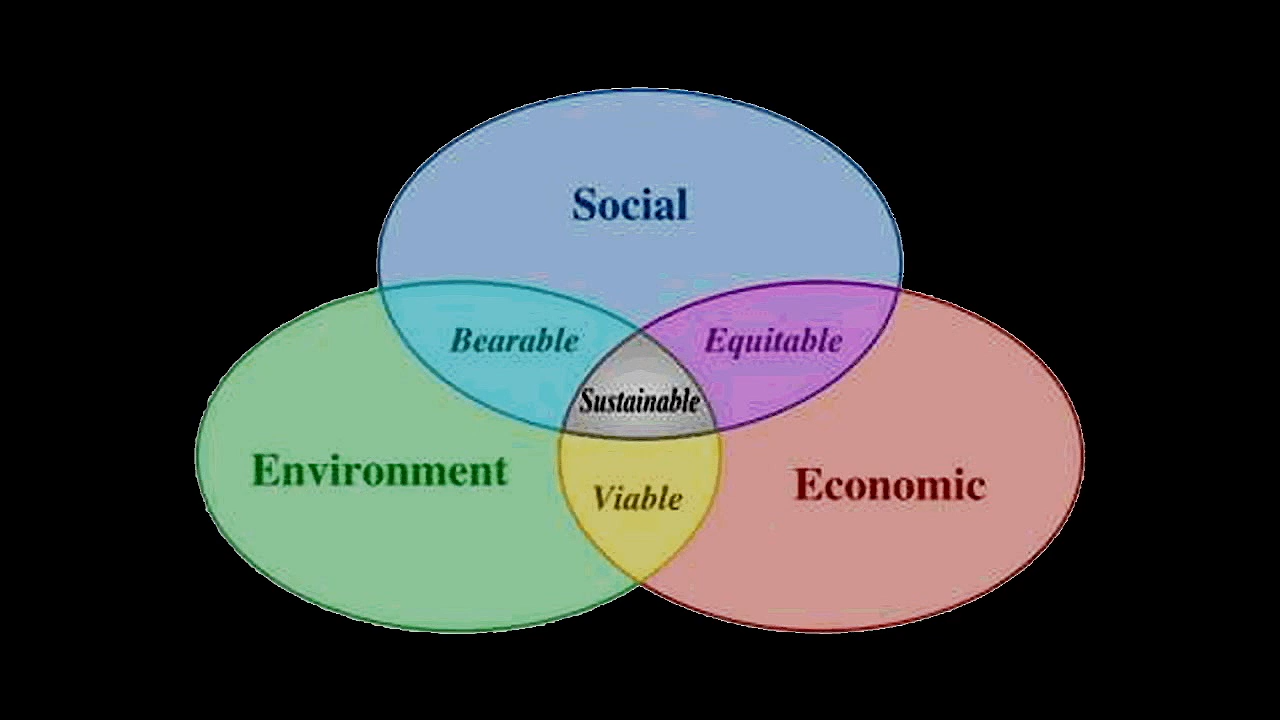 Social
Bearable
Equitable
Sustainable
Environment
Economic
Viable